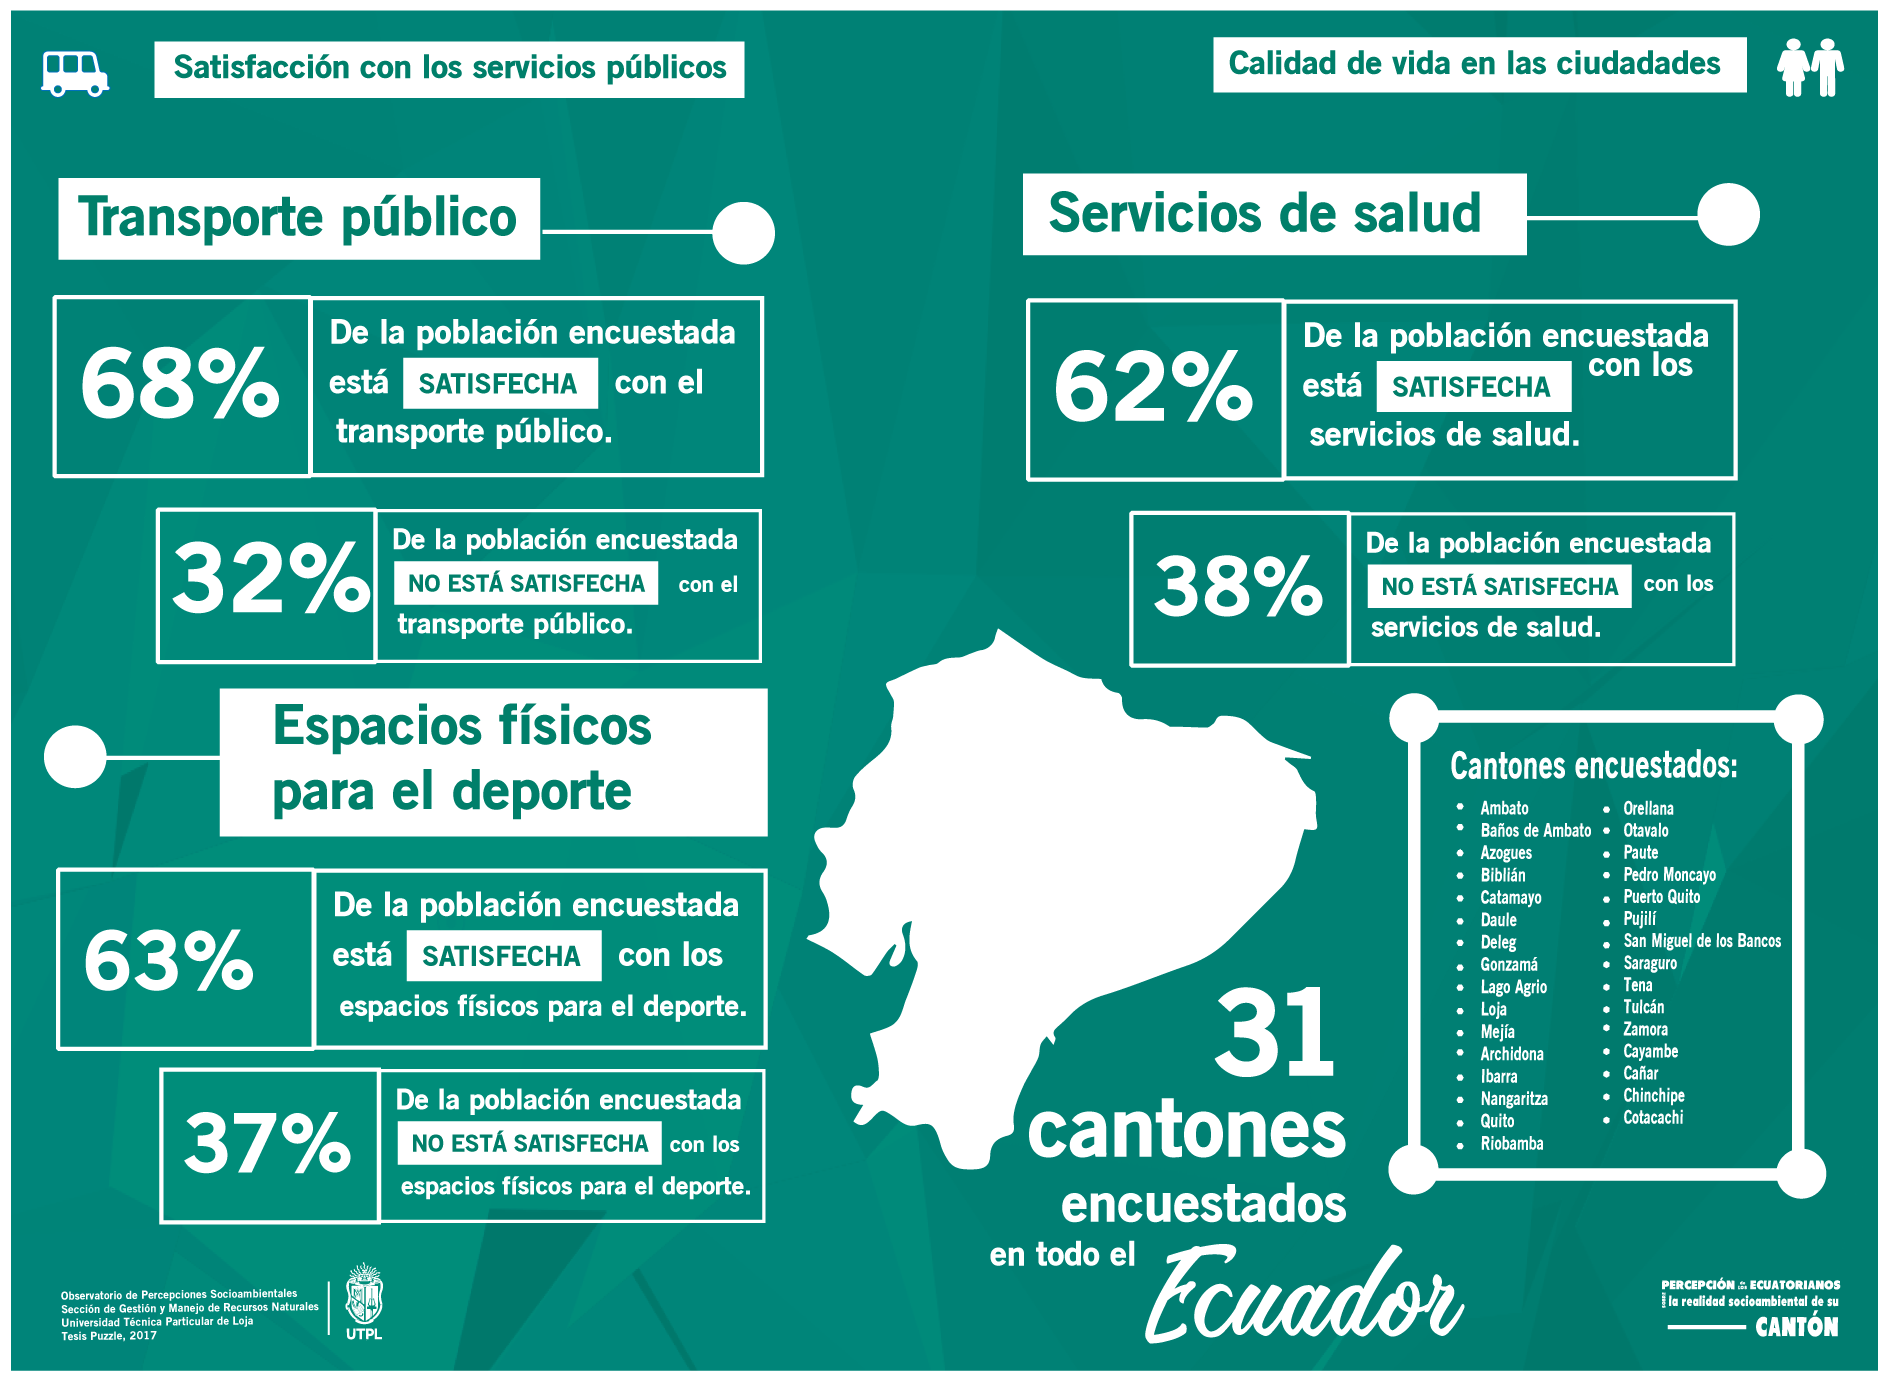 Satisfacción con los servicios públicos
Calidad de vida en las ciudadades
Transporte público
68%
De la población encuestada
está SATISFECHA con el
transporte público.
32%
De la población encuestada
NO ESTÁ SATISFECHA con el
transporte público.
Espacios físicos
para el deporte
63%
De la población encuestada
está SATISFECHA con los
espacios físicos para el deporte.
37%
De la población encuestada
NO ESTÁ SATISFECHA con los
espacios físicos para el deporte.
Servicios de salud
62%
De la población encuestada
está SATISFECHA con los
servicios de salud.
38%
De la población encuestada
NO ESTÁ SATISFECHA con los
servicios de salud.
Cantones encuestados:
Ambato
Baños de Ambato
Azogues
Biblián
Catamayo
Daule
Deleg
Gonzamá
Lago Agrio
Loja
Mejía
Archidona
Ibarra
Nangaritza
Quito
Riobamba
Orellana
Otavalo
Paute
Pedro Moncayo
Puerto Quito
Pujilí
San Miguel de los Bancos
Saraguro
Tena
Tulcán
Zamora
Cayambe
Cañar
Chinchipe
Cotacachi
31
cantones
encuestados
en todo el
Ecuador
Observatorio de Percepciones Socioambientales
Sección de Gestión y Manejo de Recursos Naturales
Universidad Técnica Particular de Loja
Tesis Puzzle, 2017
UTPL
PERCEPCIÓN de LOS ECUATORIANOS
SOBRE la realidad socioambiental de su
CANTÓN